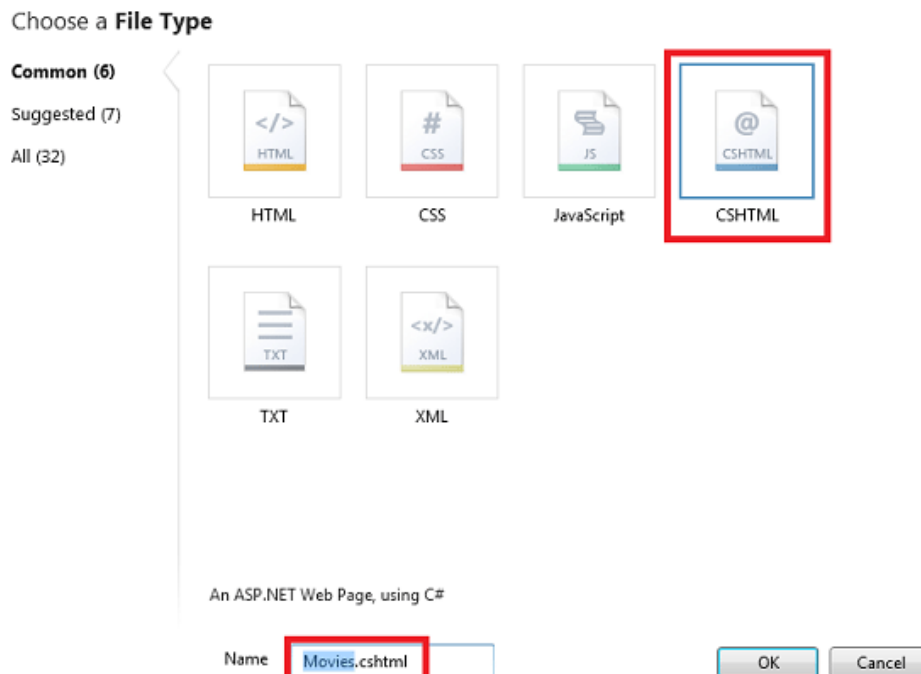 Choose a File Type
Common (6)
Suggested (7)
All (32)
</> HTML
# CSS
JS
@ CSHTML
HTML
CSS
JavaScript
CSHTML
TXT
<x/> XML
TXT
XML
An ASP.NET Web Page, using C#
Name
Movies.cshtml
OK
Cancel